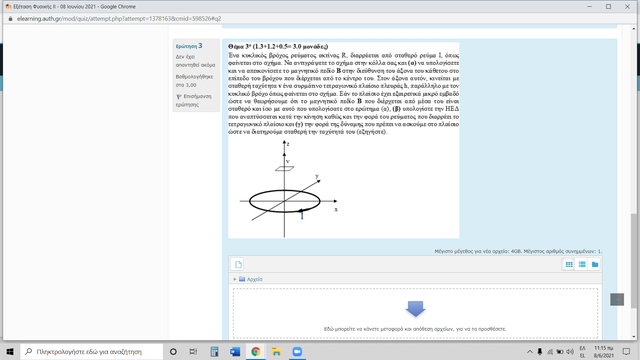 Εξέταση Φυσικής ΙΙ - 08 Ιουνίου 2021 - Google Chrome
elearning.auth.gr/mod/quiz/attempt.php?attempt=1378163&cmid=598526#q2
Ερώτηση 3
Δεν έχει
απαντηθεί ακόμα
Βαθμολογήθηκε
στα 3,00
Επισήμανση
ερώτησης
Θέμα 3º (1.3+1.2+0.5= 3.0 μονάδες)
Ένα κυκλικός βρόχος ρεύματος ακτίνας R, διαρρέεται από σταθερό ρεύμα Ι, όπως
φαίνεται στο σχήμα. Να αντιγράψετε το σχήμα στην κόλλα σας και (α) να υπολογίσετε
και να απεικονίσετε το μαγνητικό πεδίο Β στην διεύθυνση του άξονα του κάθετου στο
επίπεδο του βρόχου που διέρχεται από το κέντρο του. Στον άξονα αυτόν, κινείται με
σταθερή ταχύτητα v ένα συρμάτινο τετραγωνικό πλαίσιο πλευράς h, παράλληλο με τον
κυκλικό βρόχο όπως φαίνεται στο σχήμα. Εάν το πλαίσιο έχει εξαιρετικά μικρό εμβαδό
ώστε να θεωρήσουμε ότι το μαγνητικό πεδίο Β που διέρχεται από μέσα του είναι
σταθερό και ίσο με αυτό που υπολογίσετε στο ερώτημα (α), (β) υπολογίστε την ΗΕΔ
που αναπτύσσεται κατά την κίνηση καθώς και την φορά του ρεύματος που διαρρέει το
τετραγωνικό πλαίσιο και (γ) την φορά της δύναμης που πρέπει να ασκούμε στο πλαίσιο
ώστε να διατηρούμε σταθερή την ταχύτητά του (εξηγήστε).
z
v
y
x
I
Μέγιστο μέγεθος για νέα αρχεία: 4GB. Μέγιστος αριθμός συνημμένων: 1.
Αρχεία
Εδώ μπορείτε να κάνετε μεταφορά και απόθεση αρχείων, για να τα προσθέσετε.
Πληκτρολογήστε εδώ για αναζήτηση
ΕΛ
EL
11:15 πμ
8/6/2021